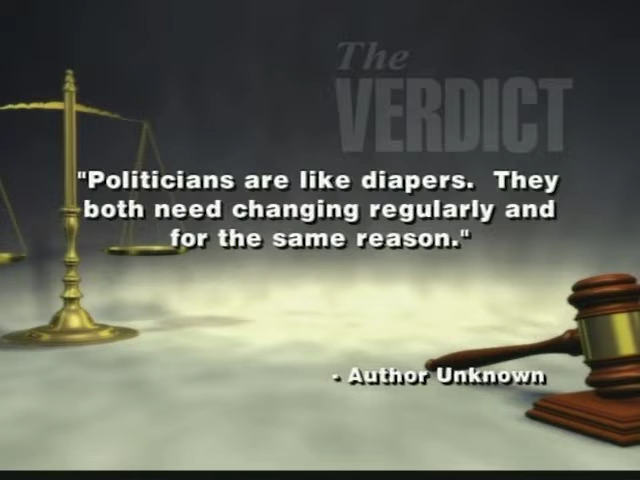 The
VERDICT
"Politicians are like diapers. They
both need changing regularly and
for the same reason."
- Author Unknown